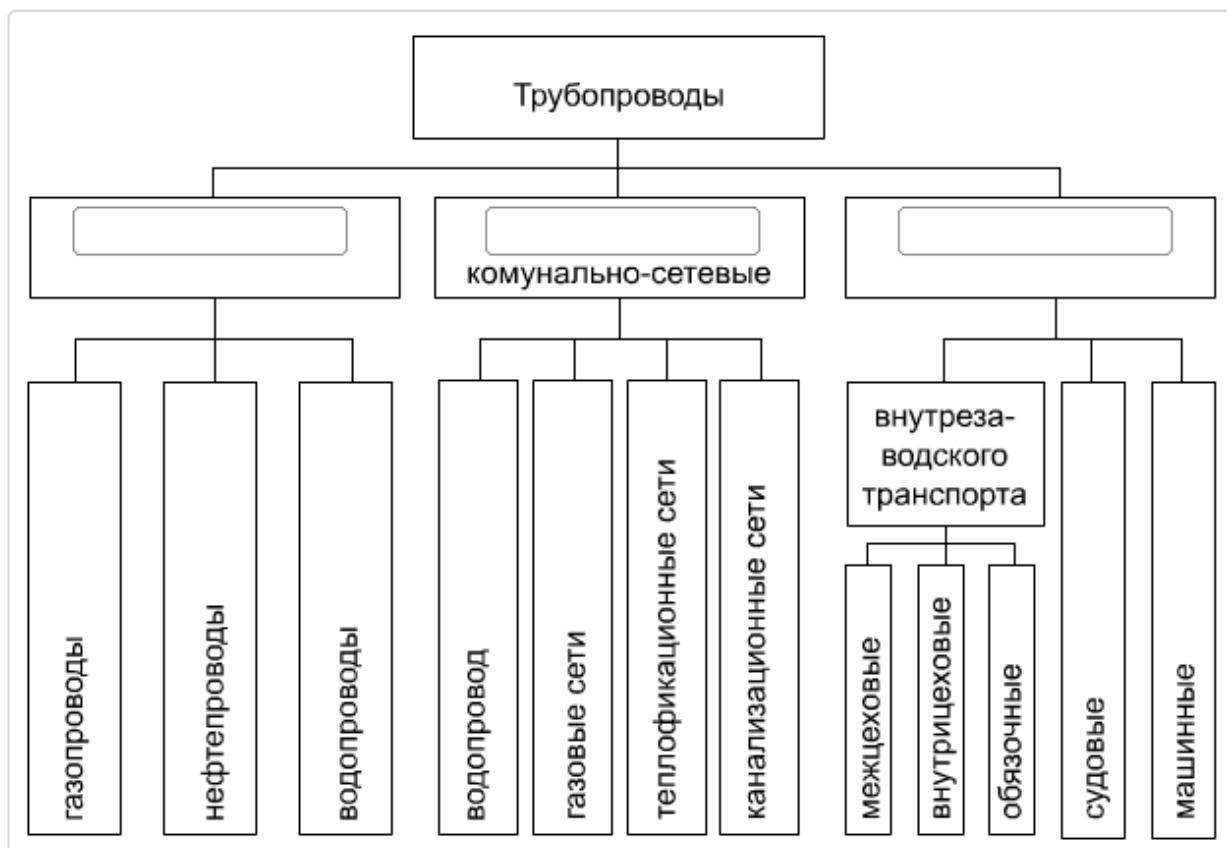 Трубопроводы
комунально-сетевые
газопроводы
нефтепроводы
водопроводы
водопровод
газовые сети
теплофикационные сети
канализационные сети
внутреза-
водского
транспорта
межцеховые
внутрицеховые
обязочные
судовые
машинные